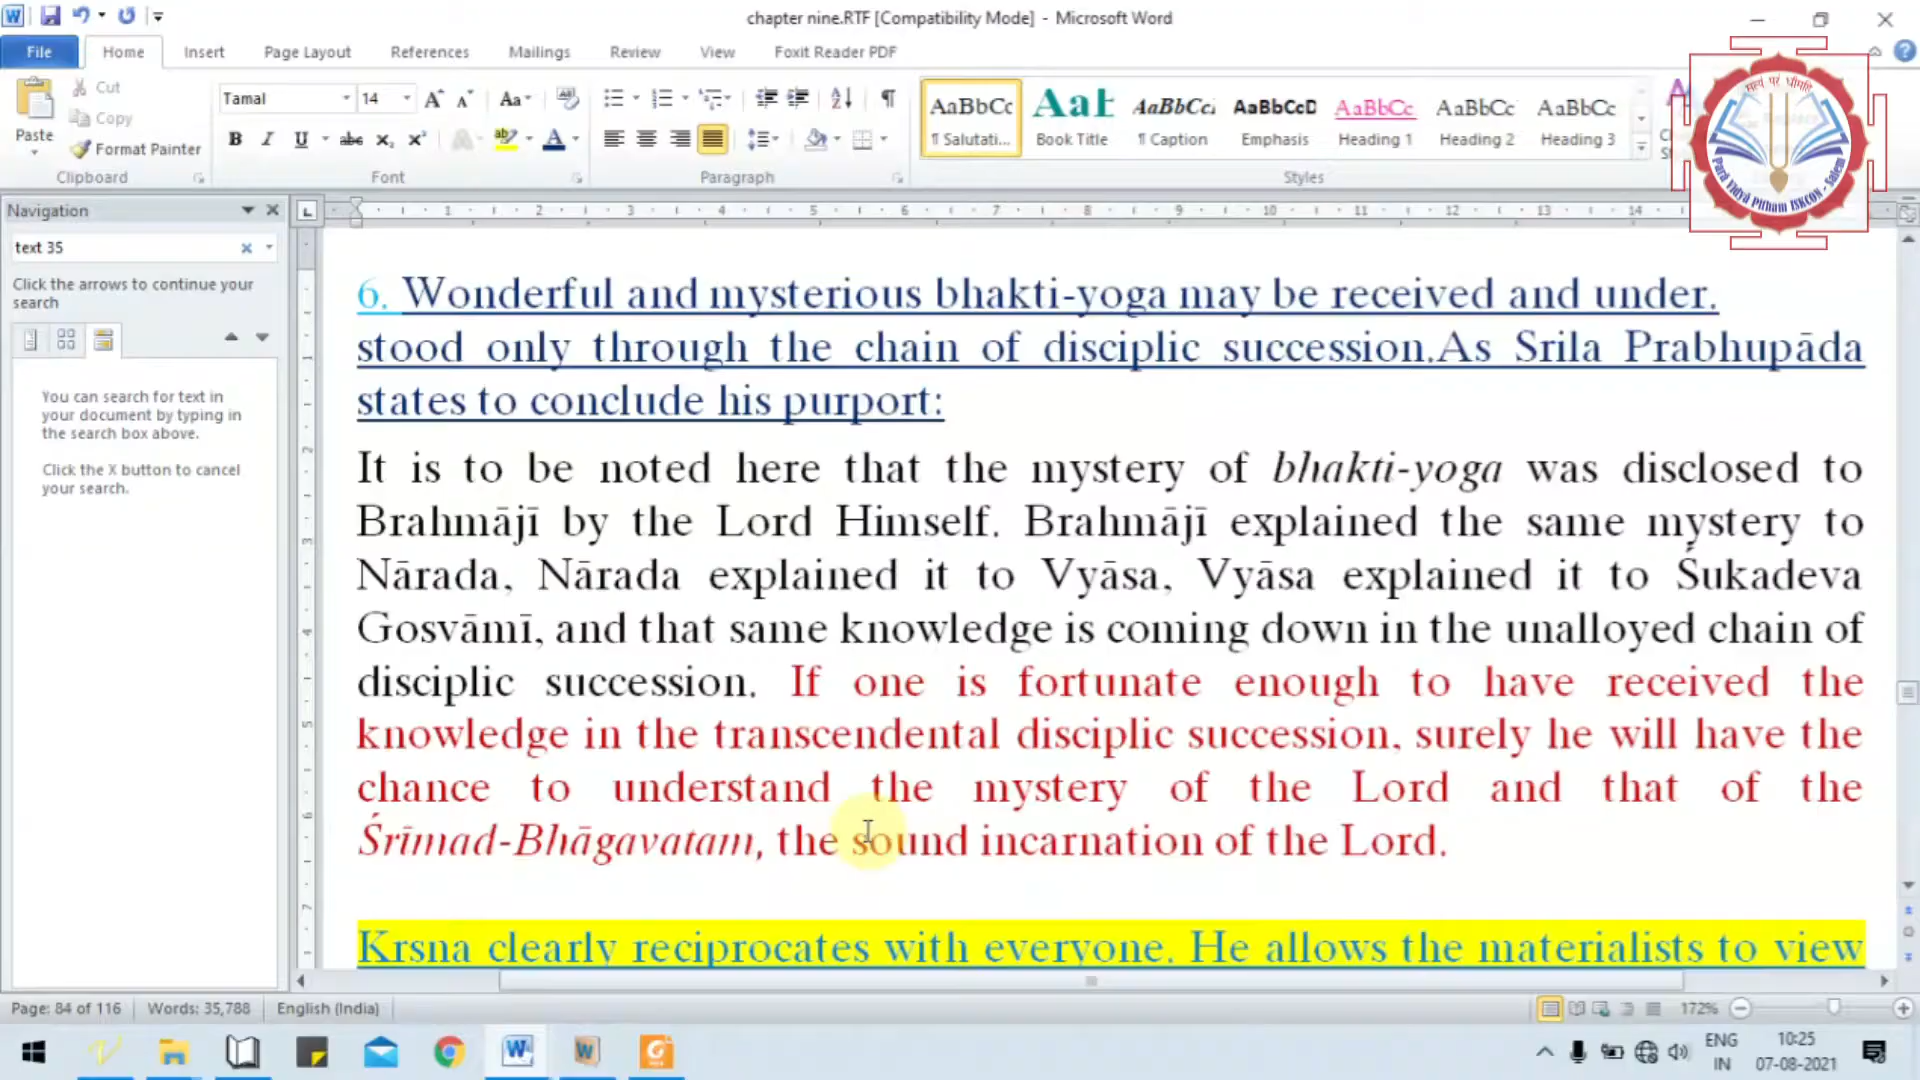 chapter nine.RTF [Compatibility Mode] - Microsoft Word
File Home Insert Page Layout References Mailings Review View Foxit Reader PDF
Paste
Cut
Copy
Format Painter
Clipboard
Tamal 14
Font
Paragraph
AaBbCc AaB AaBbCc AaBbCcD AaBbCc AaBbCc AaBbCc
¶ Salutati... Book Title ¶ Caption Emphasis Heading 1 Heading 2 Heading 3
Styles
Para Vidya Pitham ISKCON - Salem
Navigation
text 35
Click the arrows to continue your
search
You can search for text in
your document by typing in
the search box above.
Click the X button to cancel
your search.
6. Wonderful and mysterious bhakti-yoga may be received and under.
stood only through the chain of disciplic succession.As Srila Prabhupāda
states to conclude his purport:
It is to be noted here that the mystery of bhakti-yoga was disclosed to
Brahmājī by the Lord Himself. Brahmājī explained the same mystery to
Nārada, Nārada explained it to Vyāsa, Vyāsa explained it to Śukadeva
Gosvāmī, and that same knowledge is coming down in the unalloyed chain of
disciplic succession. If one is fortunate enough to have received the
knowledge in the transcendental disciplic succession, surely he will have the
chance to understand the mystery of the Lord and that of the
Śrīmad-Bhāgavatam, the sound incarnation of the Lord.
Krsna clearly reciprocates with everyone. He allows the materialists to view
Page: 84 of 116 Words: 35,788 English (India) 172%
ENG
IN
10:25
07-08-2021